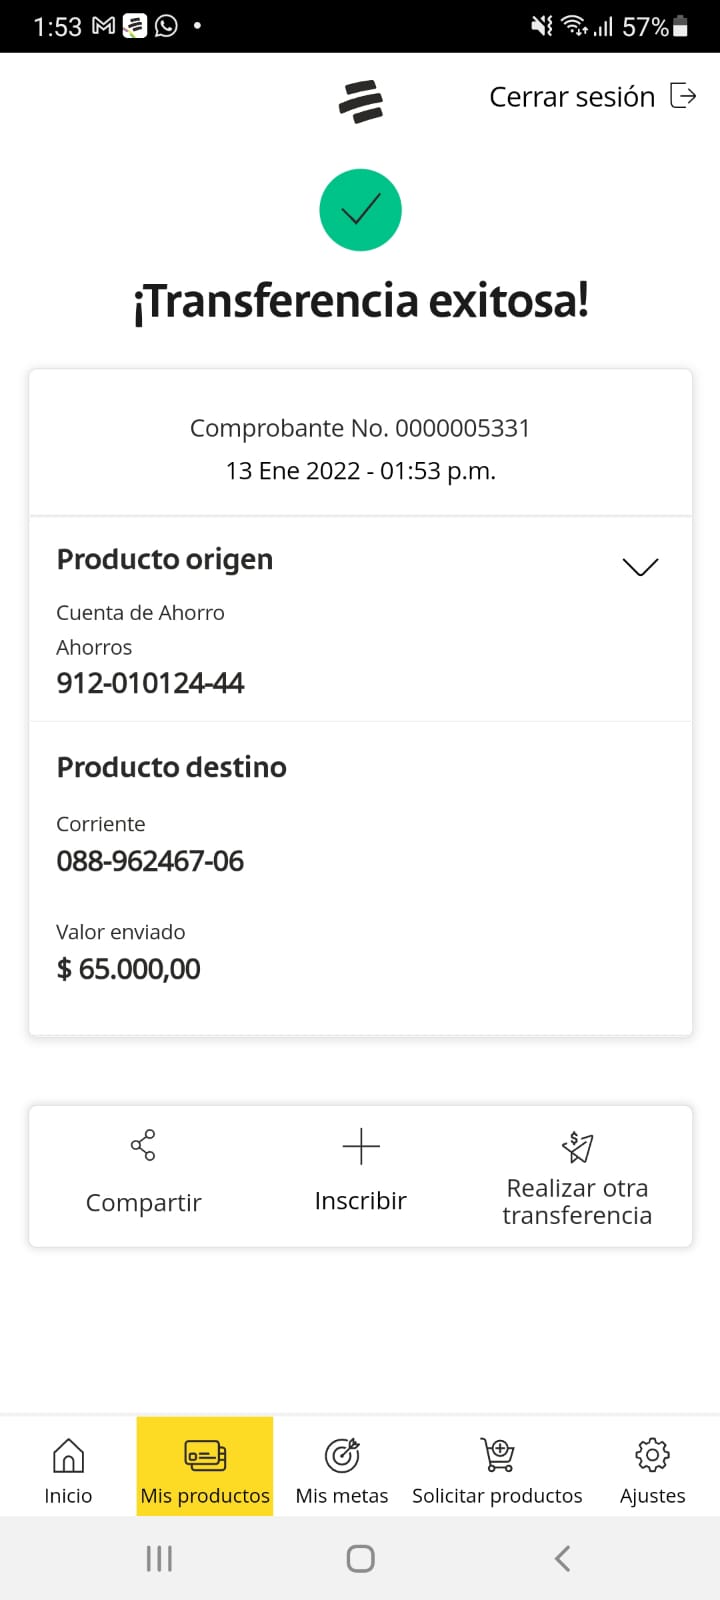 1:53
57%
Cerrar sesión
¡Transferencia exitosa!
Comprobante No. 0000005331
13 Ene 2022 - 01:53 p.m.
Producto origen
Cuenta de Ahorro
Ahorros
912-010124-44
Producto destino
Corriente
088-962467-06
Valor enviado
$ 65.000,00
Compartir
Inscribir
Realizar otra
transferencia
Inicio
Mis productos
Mis metas
Solicitar productos
Ajustes